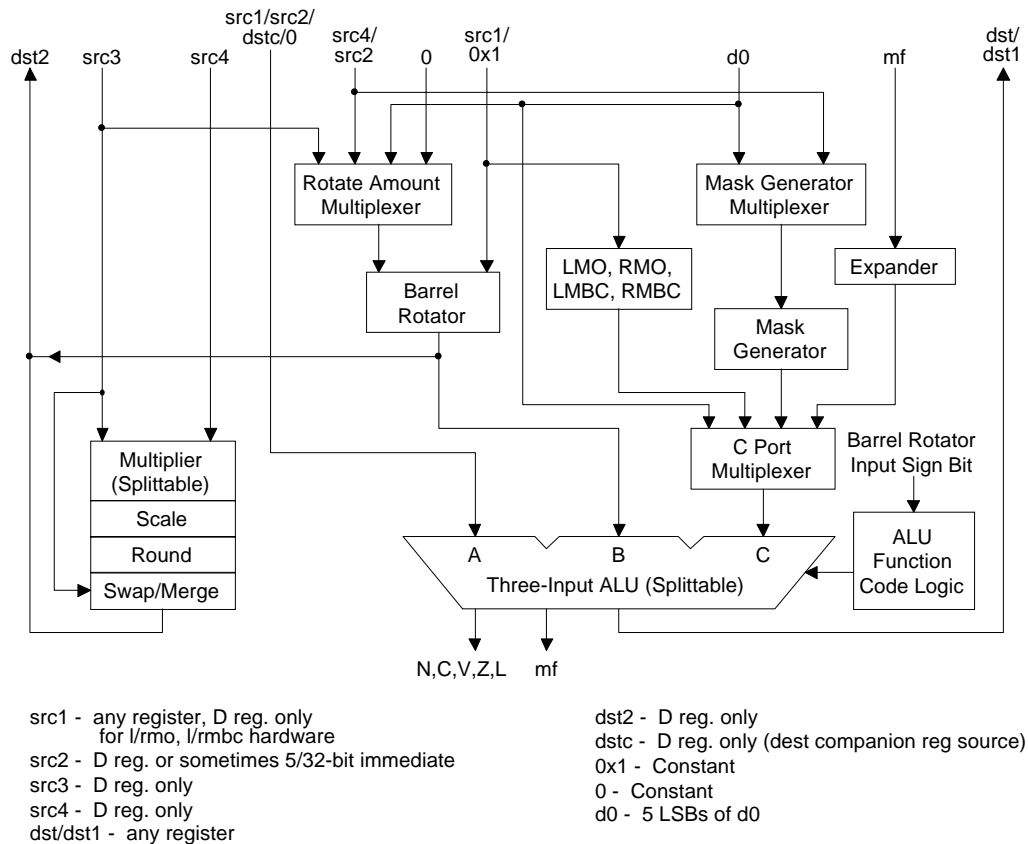 src1/src2/
dstc/0
src4/
src2
src1/
0x1
dst/
dst1
dst2
src3
src4
0
d0
mf
Rotate Amount
Multiplexer
Mask Generator
Multiplexer
LMO, RMO,
LMBC, RMBC
Expander
Barrel
Rotator
Mask
Generator
Multiplier
(Splittable)
Scale
Round
Swap/Merge
C Port
Multiplexer
Barrel Rotator
Input Sign Bit
ALU
Function
Code Logic
A
B
C
Three-Input ALU (Splittable)
N,C,V,Z,L
mf
src1 - any register, D reg. only
for l/rmo, l/rmbc hardware
src2 - D reg. or sometimes 5/32-bit immediate
src3 - D reg. only
src4 - D reg. only
dst/dst1 - any register
dst2 - D reg. only
dstc - D reg. only (dest companion reg source)
0x1 - Constant
0 - Constant
d0 - 5 LSBs of d0